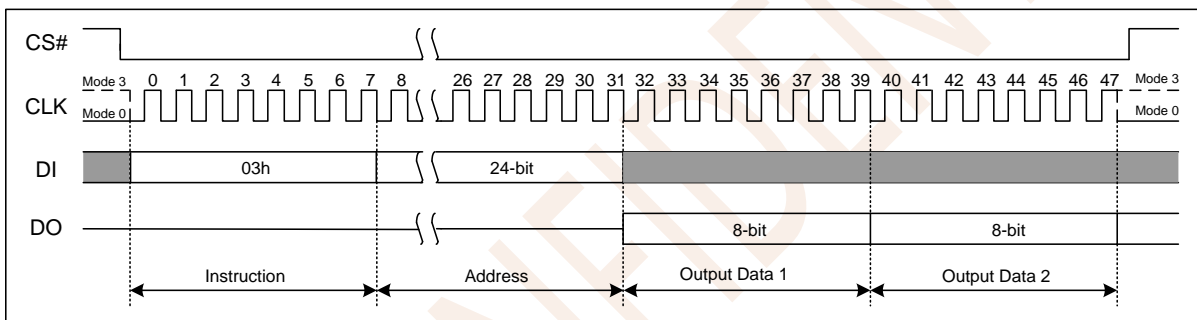 CS#
Mode 3 0 1 2 3 4 5 6 7 8 26 27 28 29 30 31 32 33 34 35 36 37 38 39 40 41 42 43 44 45 46 47 Mode 3
CLK
Mode 0 Mode 0
DI 03h 24-bit
DO 8-bit 8-bit
Instruction Address Output Data 1 Output Data 2